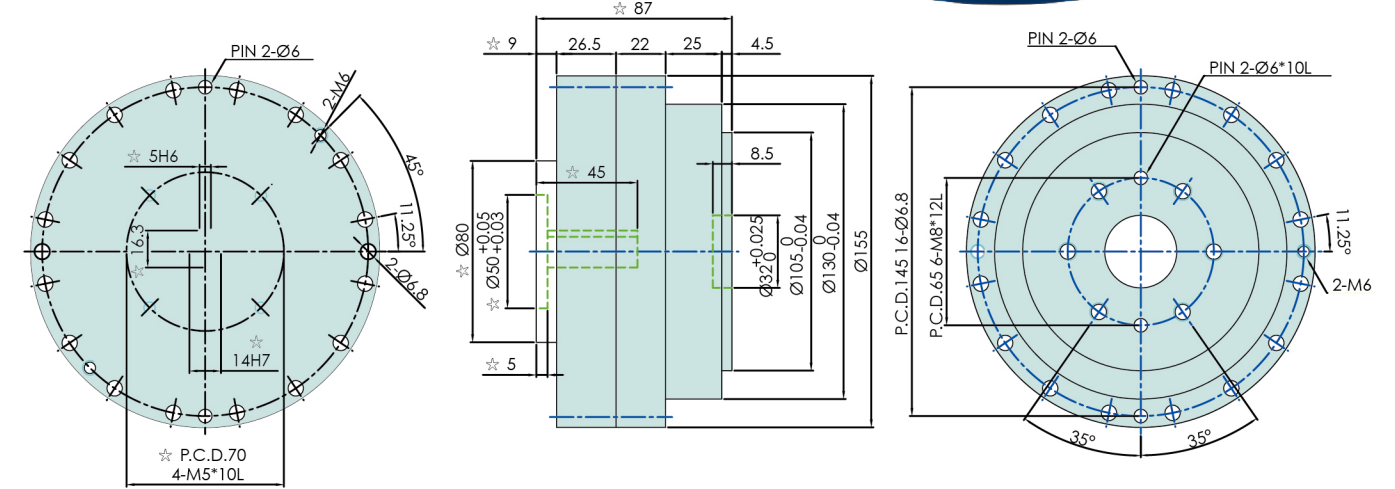 PIN 2-Ø6
2-M6
45°
11.25°
2-Ø6.8
☆ 5H6
☆ 16.3
☆
14H7
☆ P.C.D.70
4-M5*10L
☆ 87
☆ 9
26.5
22
25
4.5
☆ 45
8.5
☆ Ø80
☆ Ø50 +0.05
+0.03
☆ 5
Ø32 +0.025
0
Ø105 0
-0.04
Ø130 0
-0.04
Ø155
PIN 2-Ø6
PIN 2-Ø6*10L
P.C.D.145 16-Ø6.8
P.C.D.65 6-M8*12L
11.25°
2-M6
35°
35°